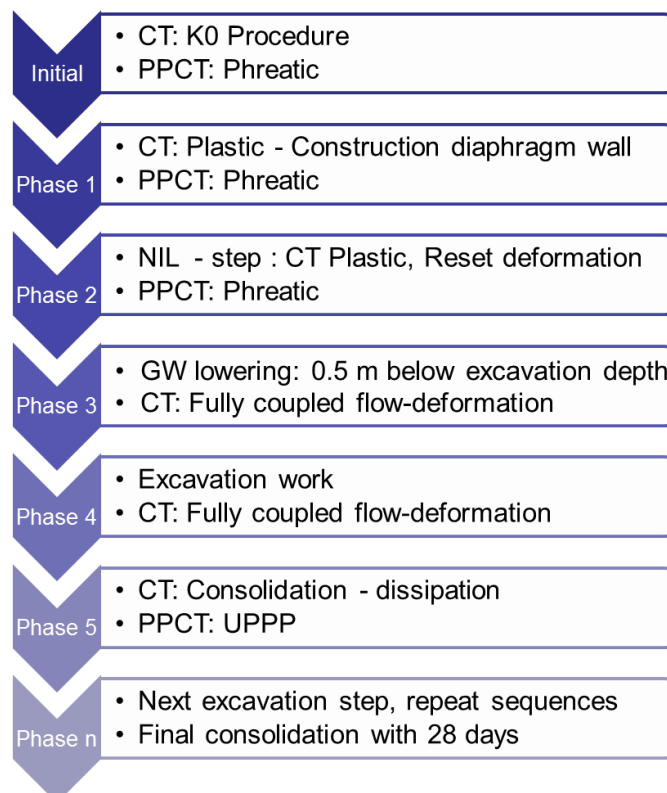 Initial
• CT: K0 Procedure
• PPCT: Phreatic
Phase 1
• CT: Plastic - Construction diaphragm wall
• PPCT: Phreatic
Phase 2
• NIL - step : CT Plastic, Reset deformation
• PPCT: Phreatic
Phase 3
• GW lowering: 0.5 m below excavation depth
• CT: Fully coupled flow-deformation
Phase 4
• Excavation work
• CT: Fully coupled flow-deformation
Phase 5
• CT: Consolidation - dissipation
• PPCT: UPPP
Phase n
• Next excavation step, repeat sequences
• Final consolidation with 28 days